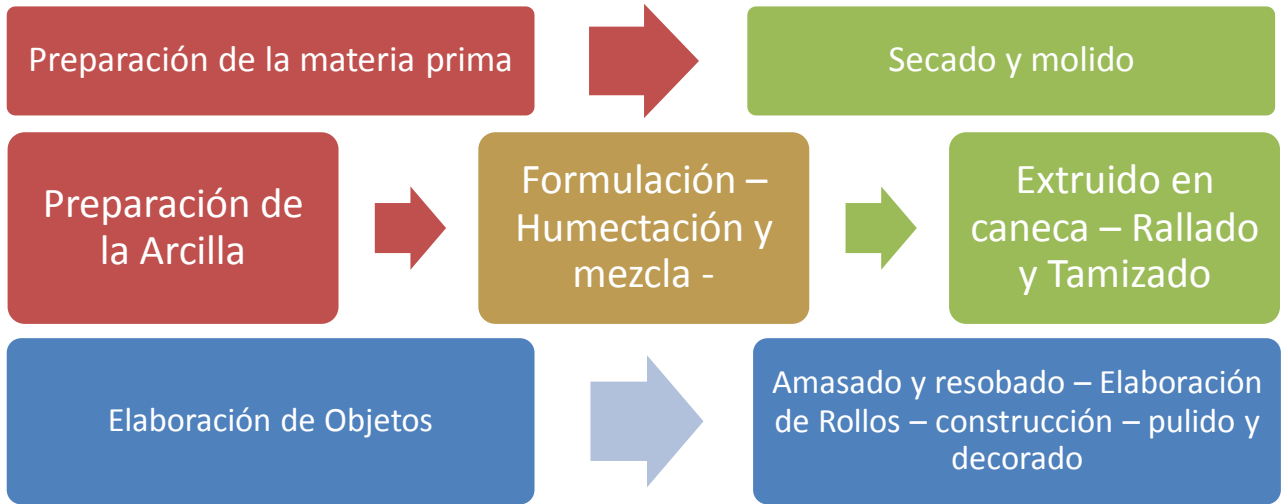 Preparación de la materia prima
Secado y molido
Preparación de
la Arcilla
Formulación –
Humectación y
mezcla -
Extruido en
caneca – Rallado
y Tamizado
Elaboración de Objetos
Amasado y resobado – Elaboración
de Rollos – construcción – pulido y
decorado